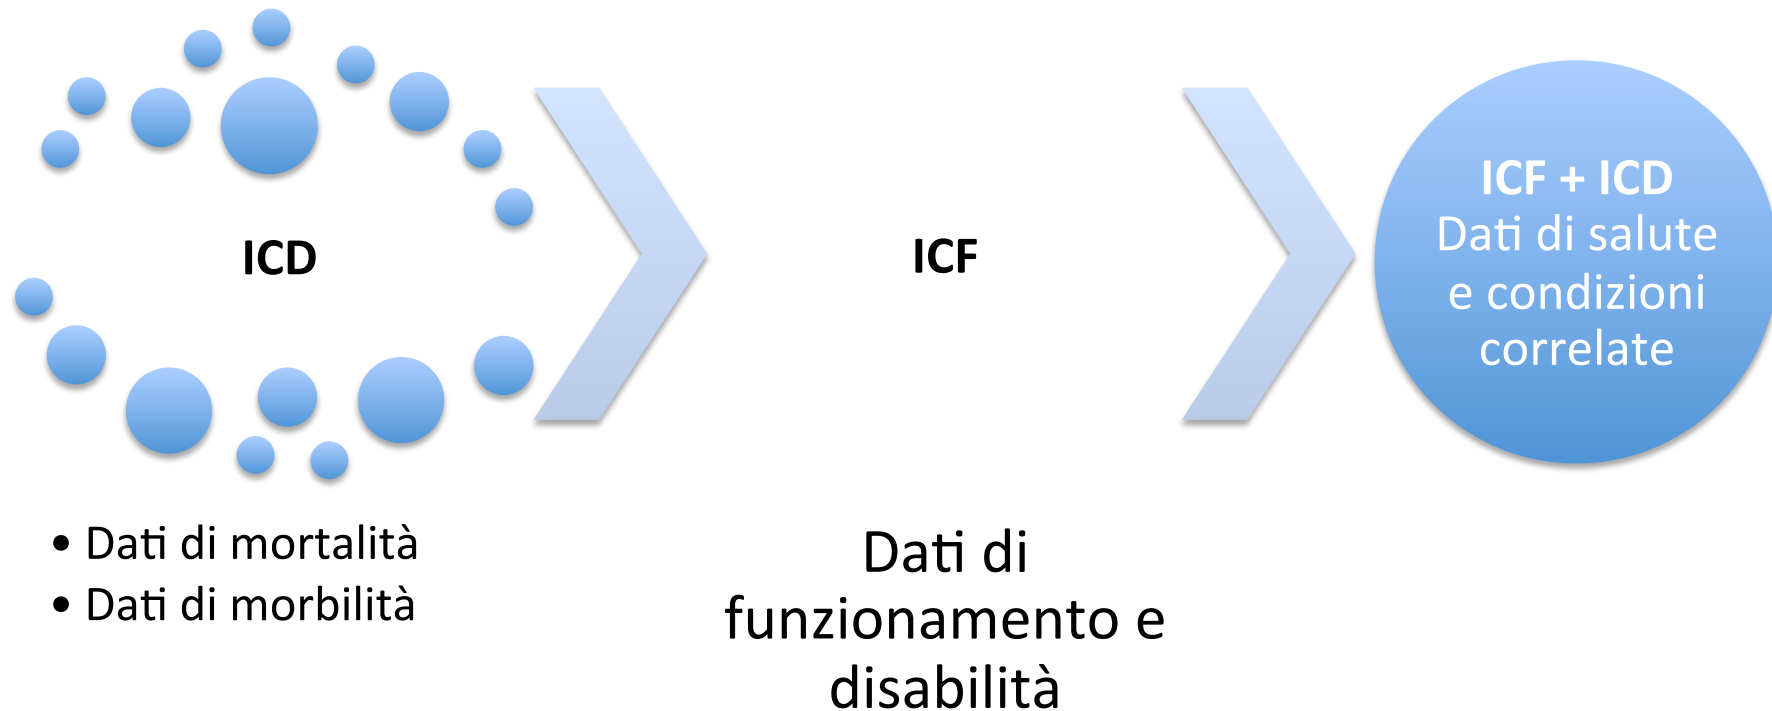 ICD
• Dati di mortalità
• Dati di morbilità
ICF
Dati di
funzionamento e
disabilità
ICF + ICD
Dati di salute
e condizioni
correlate